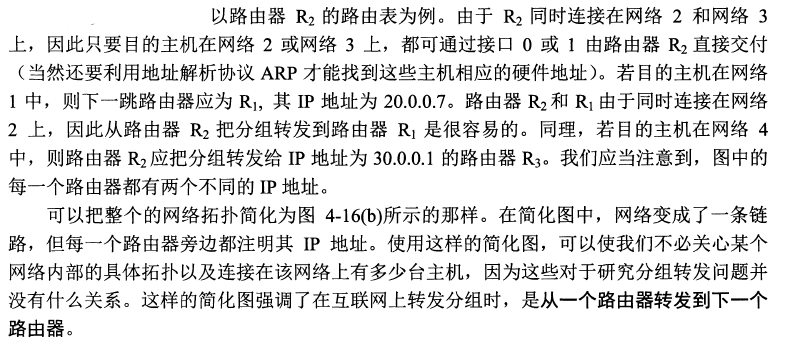 以路由器 R₂ 的路由表为例。由于 R₂ 同时连接在网络 2 和网络 3
上，因此只要目的主机在网络 2 或网络 3 上，都可通过接口 0 或 1 由路由器 R₂ 直接交付
（当然还要利用地址解析协议 ARP 才能找到这些主机相应的硬件地址）。若目的主机在网络
1 中，则下一跳路由器应为 R₁, 其 IP 地址为 20.0.0.7。路由器 R₂ 和 R₁ 由于同时连接在网络
2 上，因此从路由器 R₂ 把分组转发到路由器 R₁ 是很容易的。同理，若目的主机在网络 4
中，则路由器 R₂ 应把分组转发给 IP 地址为 30.0.0.1 的路由器 R₃。我们应当注意到，图中的
每一个路由器都有两个不同的 IP 地址。
可以把整个的网络拓扑简化为图 4-16(b)所示的那样。在简化图中，网络变成了一条链
路，但每一个路由器旁边都注明其 IP 地址。使用这样的简化图，可以使我们不必关心某个
网络内部的具体拓扑以及连接在该网络上有多少台主机，因为这些对于研究分组转发问题并
没有什么关系。这样的简化图强调了在互联网上转发分组时，是从一个路由器转发到下一个
路由器。